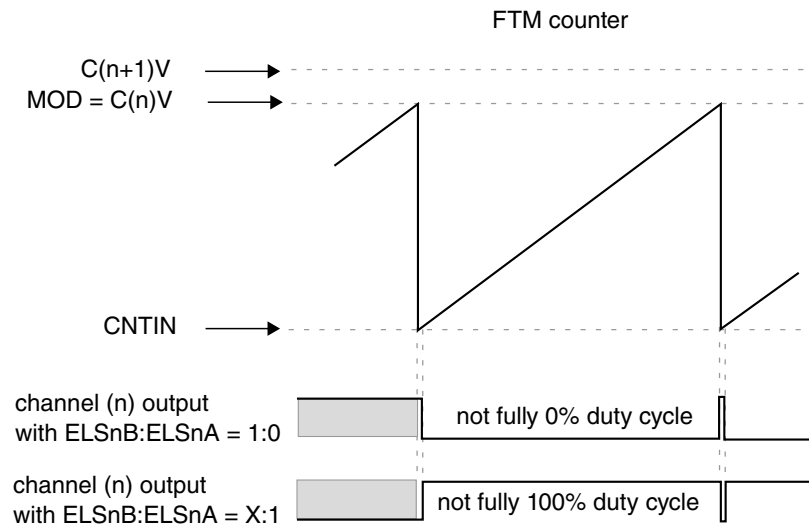 FTM counter
C(n+1)V
MOD = C(n)V
CNTIN
channel (n) output
with ELSnB:ELSnA = 1:0
not fully 0% duty cycle
channel (n) output
with ELSnB:ELSnA = X:1
not fully 100% duty cycle